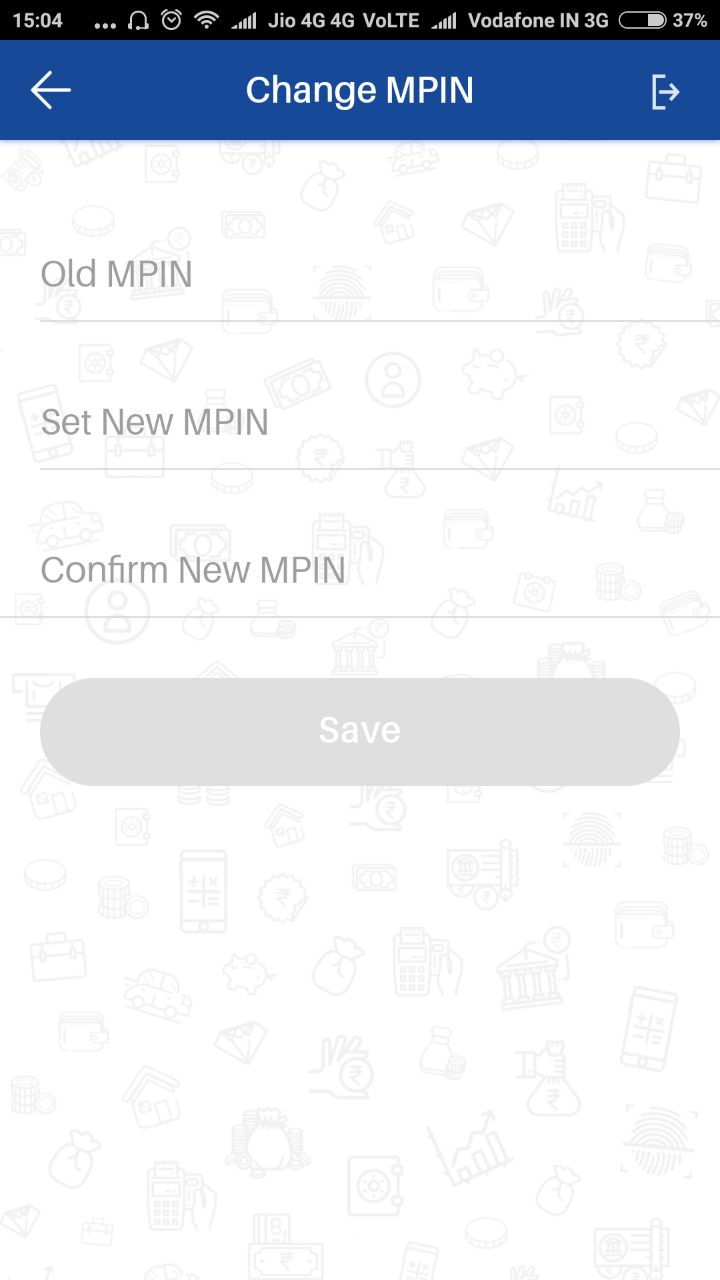 15:04 ... Jio 4G 4G VoLTE Vodafone IN 3G 37%
Change MPIN
Old MPIN
Set New MPIN
Confirm New MPIN
Save